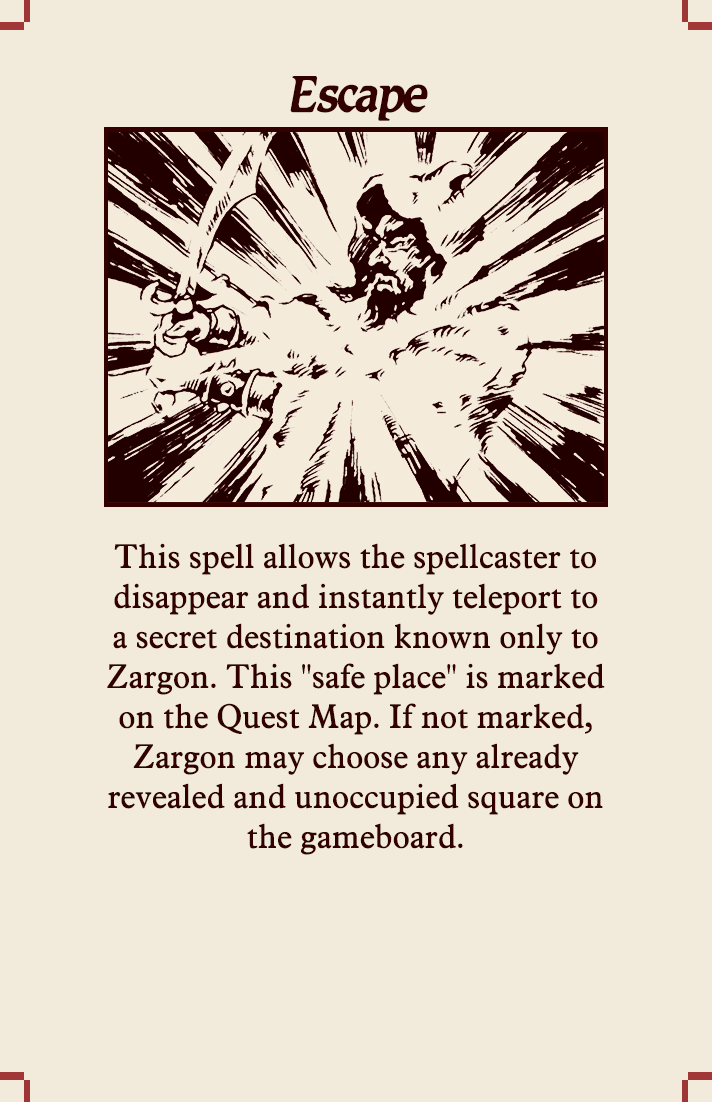 Escape
This spell allows the spellcaster to
disappear and instantly teleport to
a secret destination known only to
Zargon. This "safe place" is marked
on the Quest Map. If not marked,
Zargon may choose any already
revealed and unoccupied square on
the gameboard.